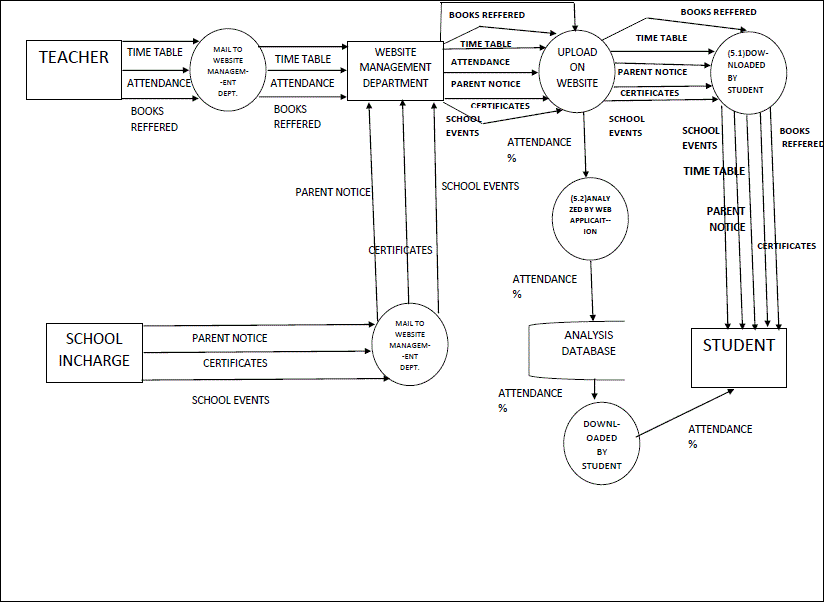 TEACHER
TIME TABLE
ATTENDANCE
BOOKS
REFFERED
MAIL TO
WEBSITE
MANAGEM-
-ENT
DEPT.
TIME TABLE
ATTENDANCE
BOOKS
REFFERED
WEBSITE
MANAGEMENT
DEPARTMENT
BOOKS REFFERED
TIME TABLE
ATTENDANCE
PARENT NOTICE
CERTIFICATES
SCHOOL
EVENTS
UPLOAD
ON
WEBSITE
BOOKS REFFERED
TIME TABLE
PARENT NOTICE
CERTIFICATES
SCHOOL
EVENTS
(5.1)DOW-
NLOADED
BY
STUDENT
ATTENDANCE
%
SCHOOL
EVENTS
BOOKS
REFFERED
TIME TABLE
PARENT
NOTICE
CERTIFICATES
PARENT NOTICE
SCHOOL EVENTS
CERTIFICATES
(5.2)ANALY
ZED BY WEB
APPLICAIT--
ION
ATTENDANCE
%
SCHOOL
INCHARGE
PARENT NOTICE
CERTIFICATES
SCHOOL EVENTS
MAIL TO
WEBSITE
MANAGEM-
-ENT
DEPT.
ANALYSIS
DATABASE
STUDENT
ATTENDANCE
%
DOWNL-
OADED
BY
STUDENT
ATTENDANCE
%